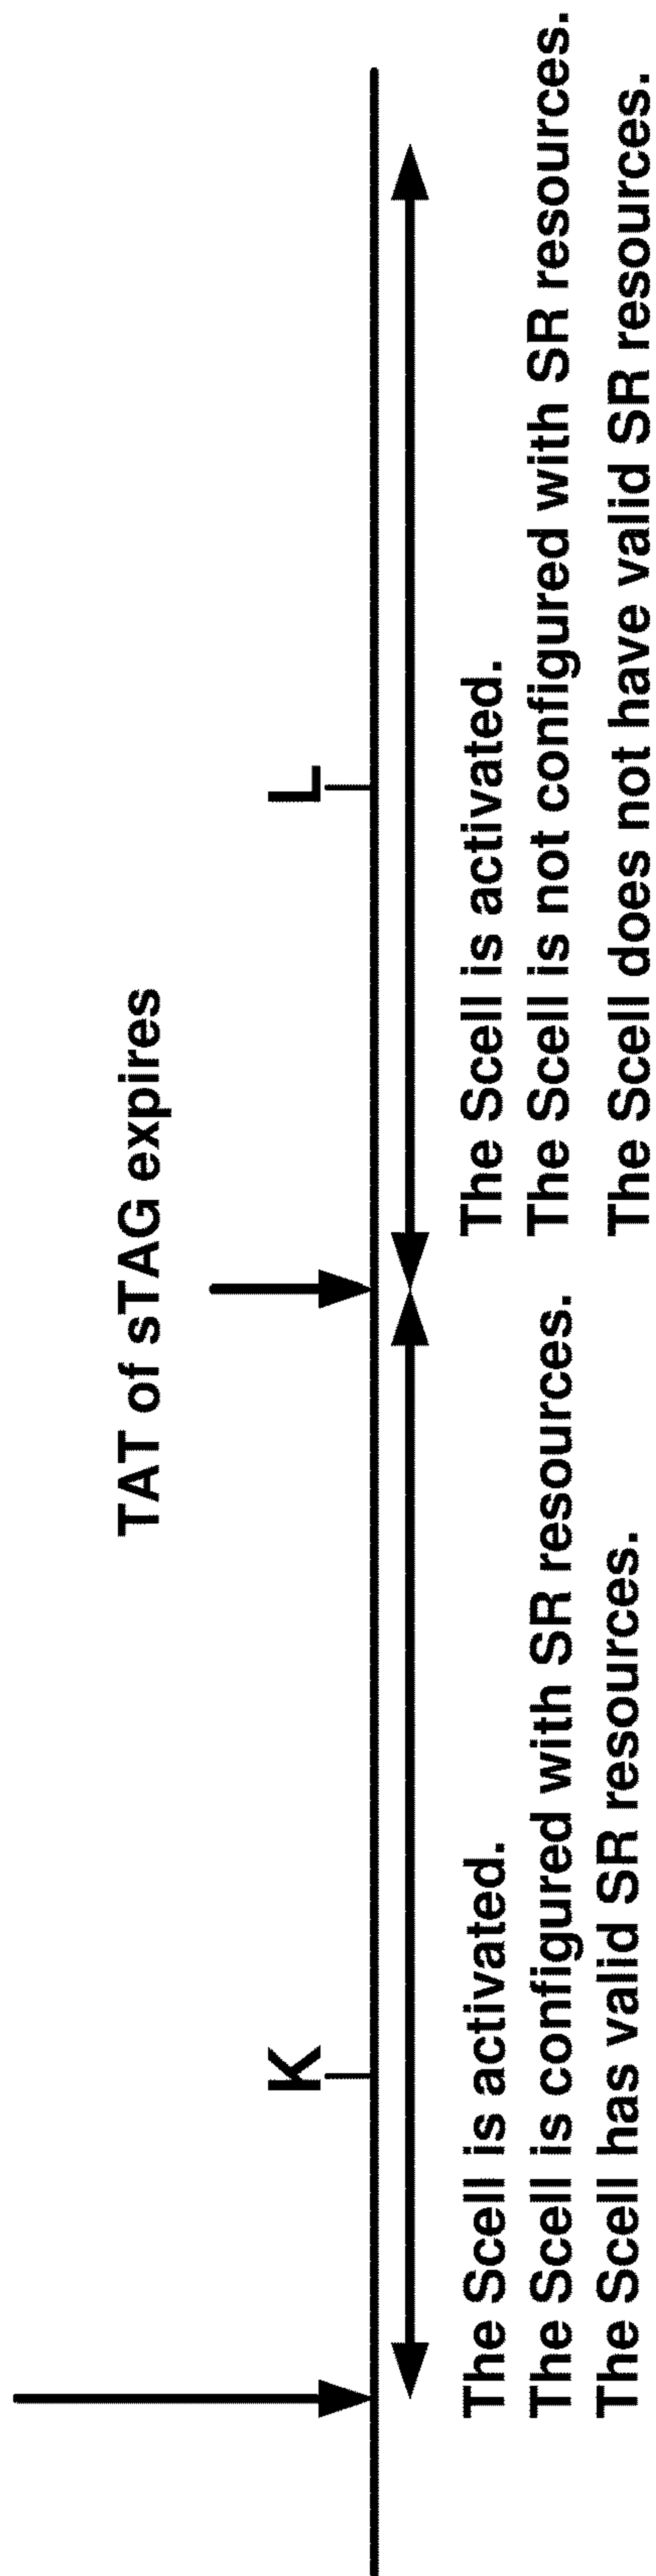 TAT of sTAG expires
K
L
The Scell is activated.
The Scell is configured with SR resources.
The Scell has valid SR resources.
The Scell is activated.
The Scell is not configured with SR resources.
The Scell does not have valid SR resources.